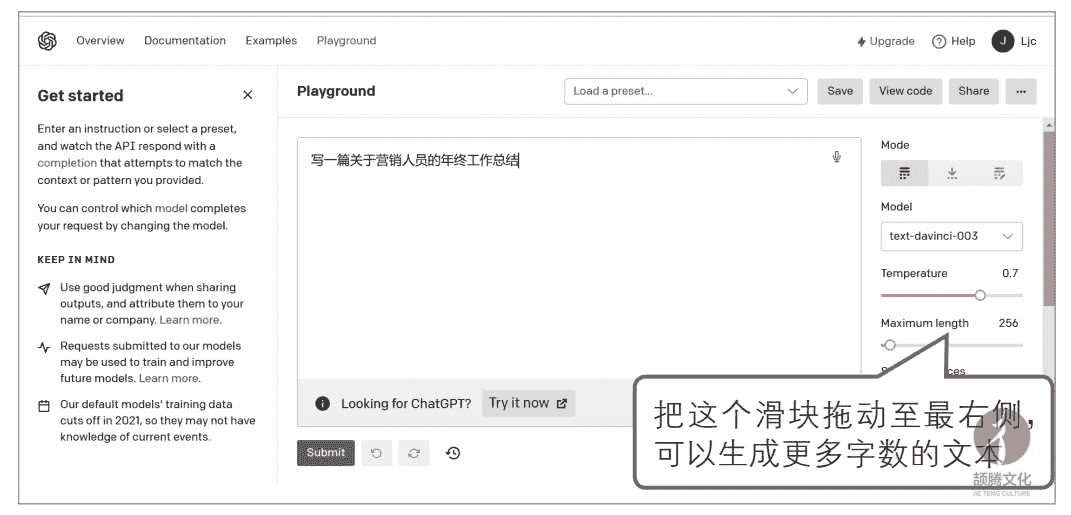 Overview Documentation Examples Playground
Upgrade Help J Ljc
Get started
Enter an instruction or select a preset,
and watch the API respond with a
completion that attempts to match the
context or pattern you provided.
You can control which model completes
your request by changing the model.
KEEP IN MIND
Use good judgment when sharing
outputs, and attribute them to your
name or company. Learn more.
Requests submitted to our models
may be used to train and improve
future models. Learn more.
Our default models' training data
cuts off in 2021, so they may not have
knowledge of current events.
Playground
Load a preset...
Save View code Share ...
写一篇关于营销人员的年终工作总结
Looking for ChatGPT? Try it now
Submit
Mode
Model
text-davinci-003
Temperature 0.7
Maximum length 256
把这个滑块拖动至最右侧，
可以生成更多字数的文本
颉腾文化
JIE TENG CULTURE